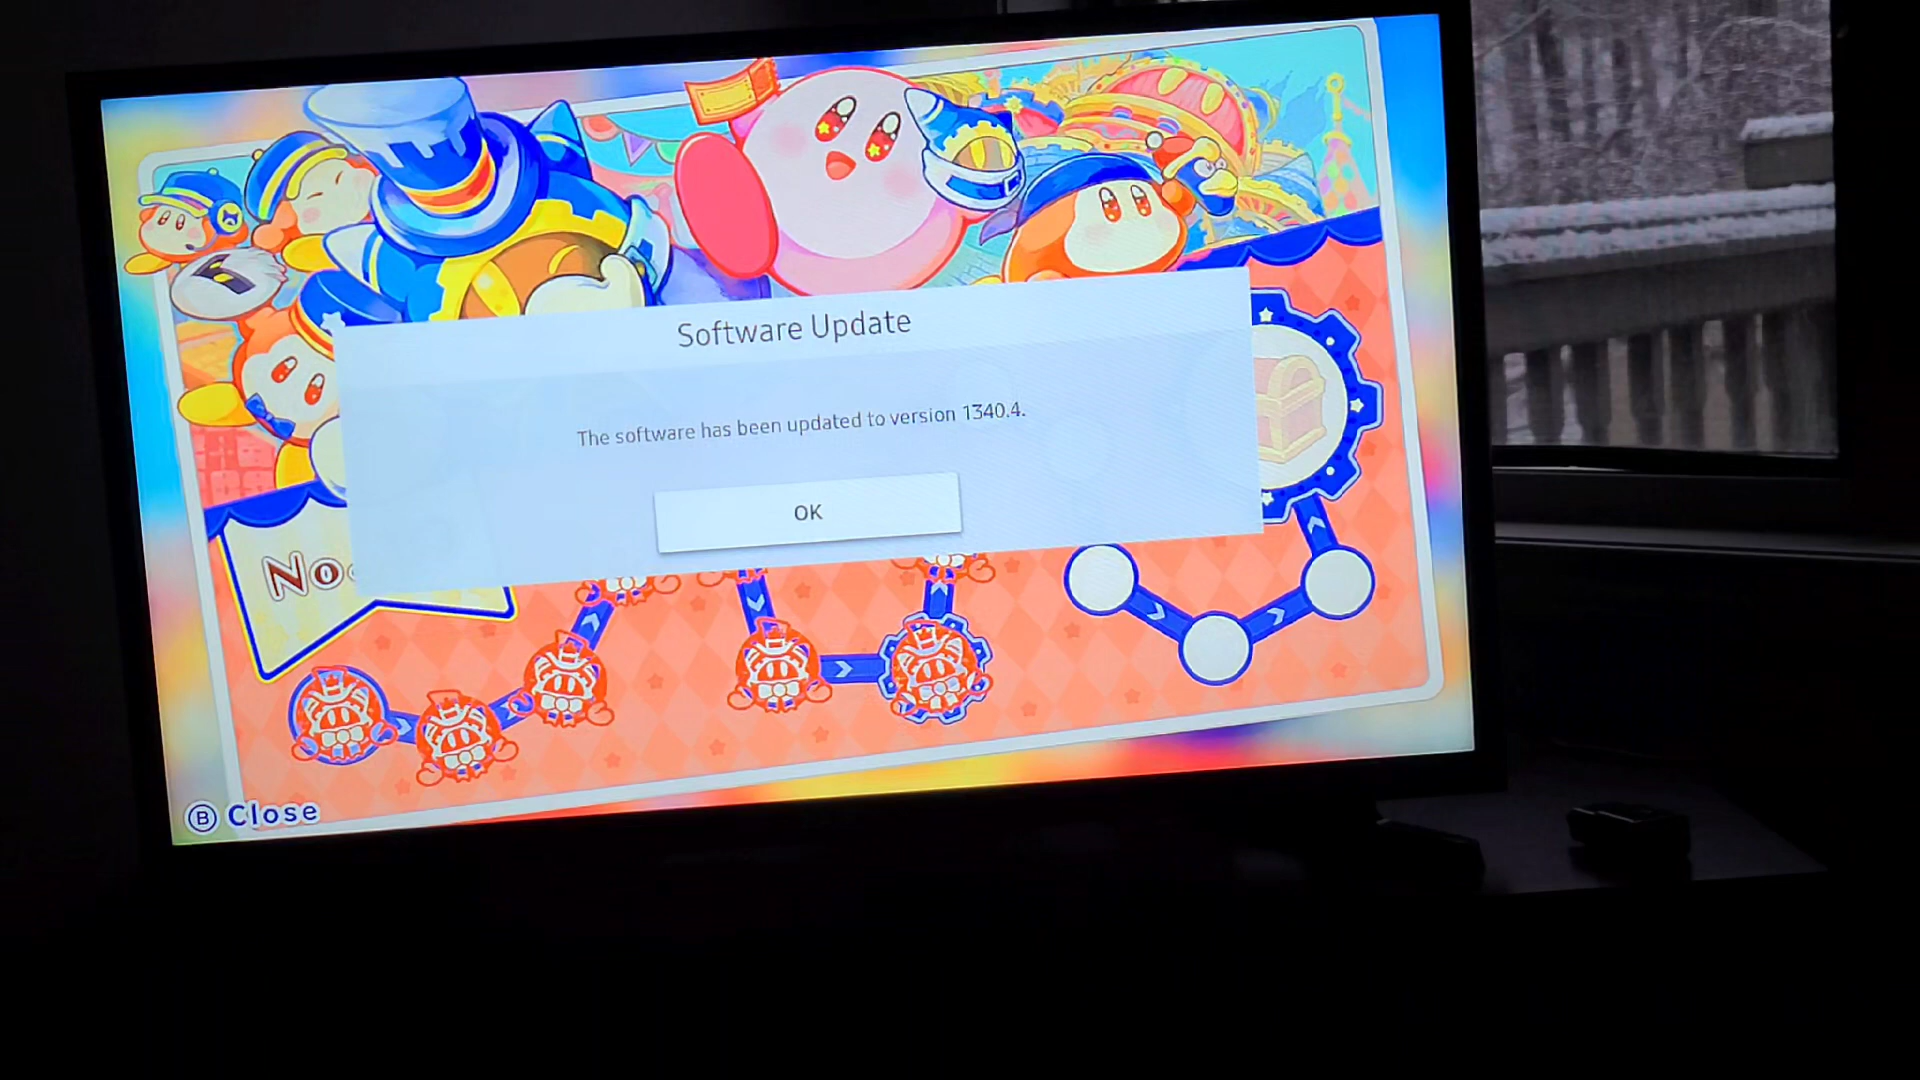 Software Update
The software has been updated to version 1340.4.
OK
No
B Close